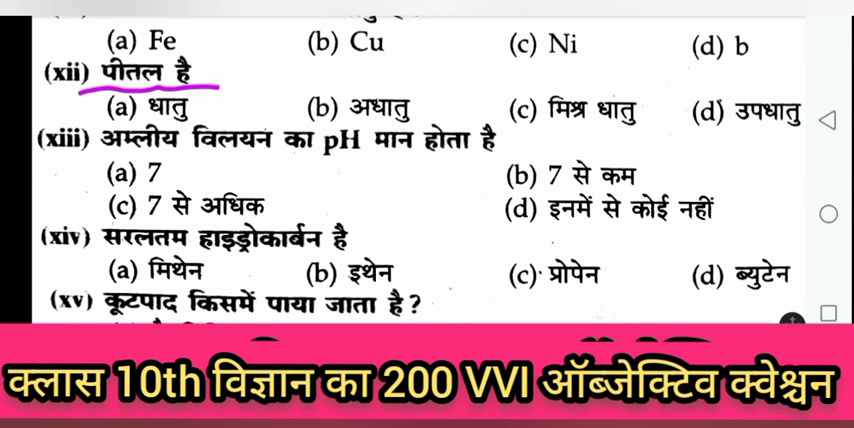 (a) Fe (b) Cu (c) Ni (d) b
(xii) पीतल है
(a) धातु (b) अधातु (c) मिश्र धातु (d) उपधातु
(xiii) अम्लीय विलयन का pH मान होता है
(a) 7 (b) 7 से कम
(c) 7 से अधिक (d) इनमें से कोई नहीं
(xiv) सरलतम हाइड्रोकार्बन है
(a) मिथेन (b) इथेन (c) प्रोपेन (d) ब्युटेन
(xv) कूटपाद किसमें पाया जाता है?
क्लास 10th विज्ञान का 200 VVI ऑब्जेक्टिव क्वेश्चन